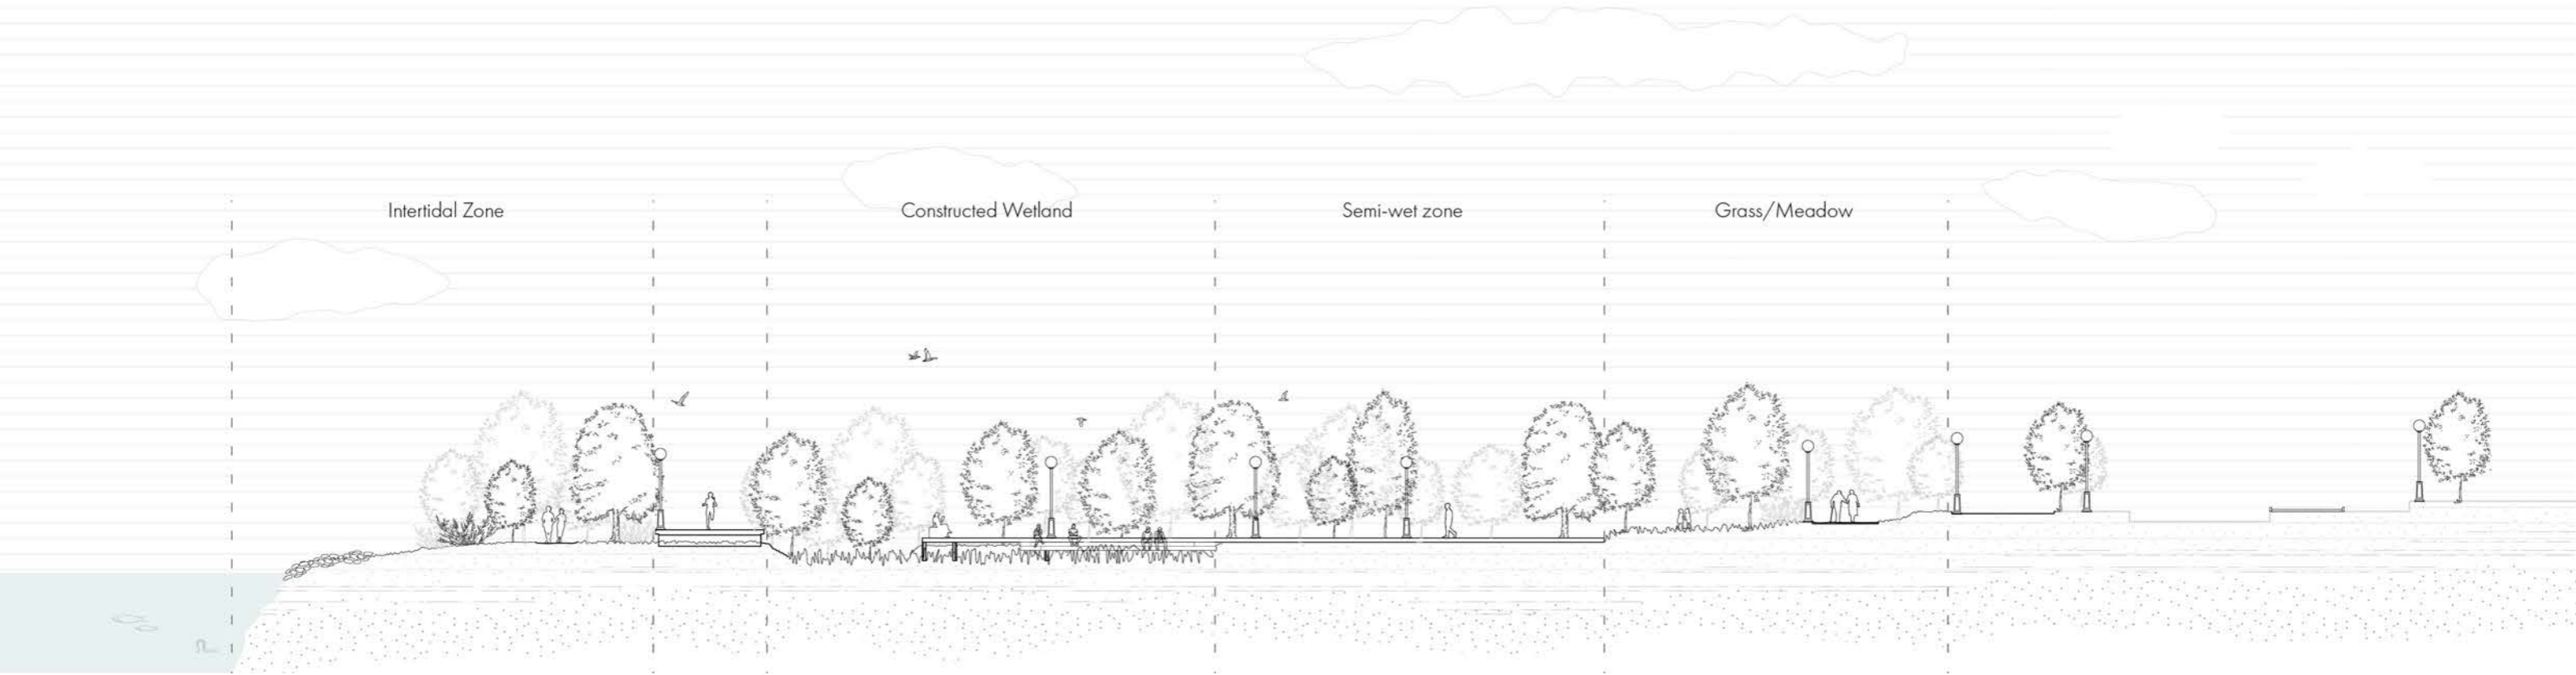 Intertidal Zone
Constructed Wetland
Semi-wet zone
Grass/Meadow